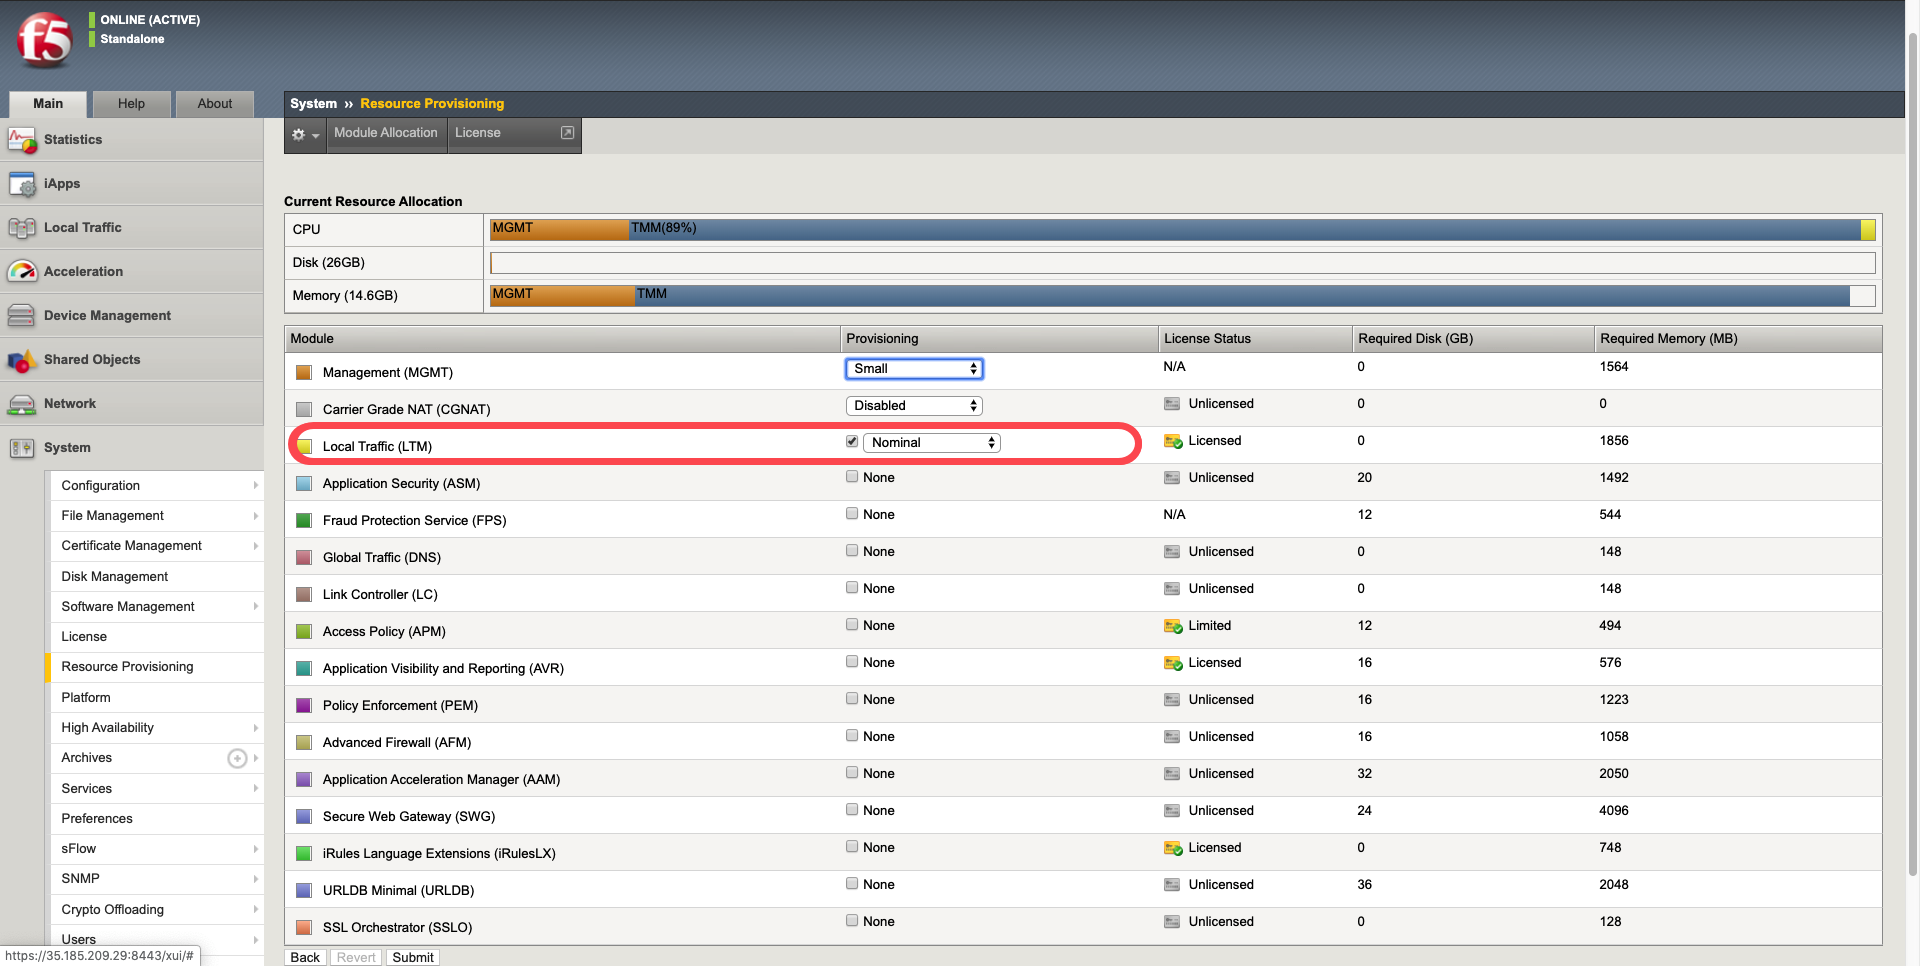 f5
ONLINE (ACTIVE)
Standalone
Main Help About
System » Resource Provisioning
Module Allocation License
Statistics
iApps
Local Traffic
Acceleration
Device Management
Shared Objects
Network
System
Configuration
File Management
Certificate Management
Disk Management
Software Management
License
Resource Provisioning
Platform
High Availability
Archives
Services
Preferences
sFlow
SNMP
Crypto Offloading
Users
https://35.185.209.29:8443/xui/#
Current Resource Allocation
CPU MGMT TMM(89%)
Disk (26GB)
Memory (14.6GB) MGMT TMM
Module Provisioning License Status Required Disk (GB) Required Memory (MB)
Management (MGMT) Small N/A 0 1564
Carrier Grade NAT (CGNAT) Disabled Unlicensed 0 0
Local Traffic (LTM) Nominal Licensed 0 1856
Application Security (ASM) None Unlicensed 20 1492
Fraud Protection Service (FPS) None N/A 12 544
Global Traffic (DNS) None Unlicensed 0 148
Link Controller (LC) None Unlicensed 0 148
Access Policy (APM) None Limited 12 494
Application Visibility and Reporting (AVR) None Licensed 16 576
Policy Enforcement (PEM) None Unlicensed 16 1223
Advanced Firewall (AFM) None Unlicensed 16 1058
Application Acceleration Manager (AAM) None Unlicensed 32 2050
Secure Web Gateway (SWG) None Unlicensed 24 4096
iRules Language Extensions (iRulesLX) None Licensed 0 748
URLDB Minimal (URLDB) None Unlicensed 36 2048
SSL Orchestrator (SSLO) None Unlicensed 0 128
Back Revert Submit